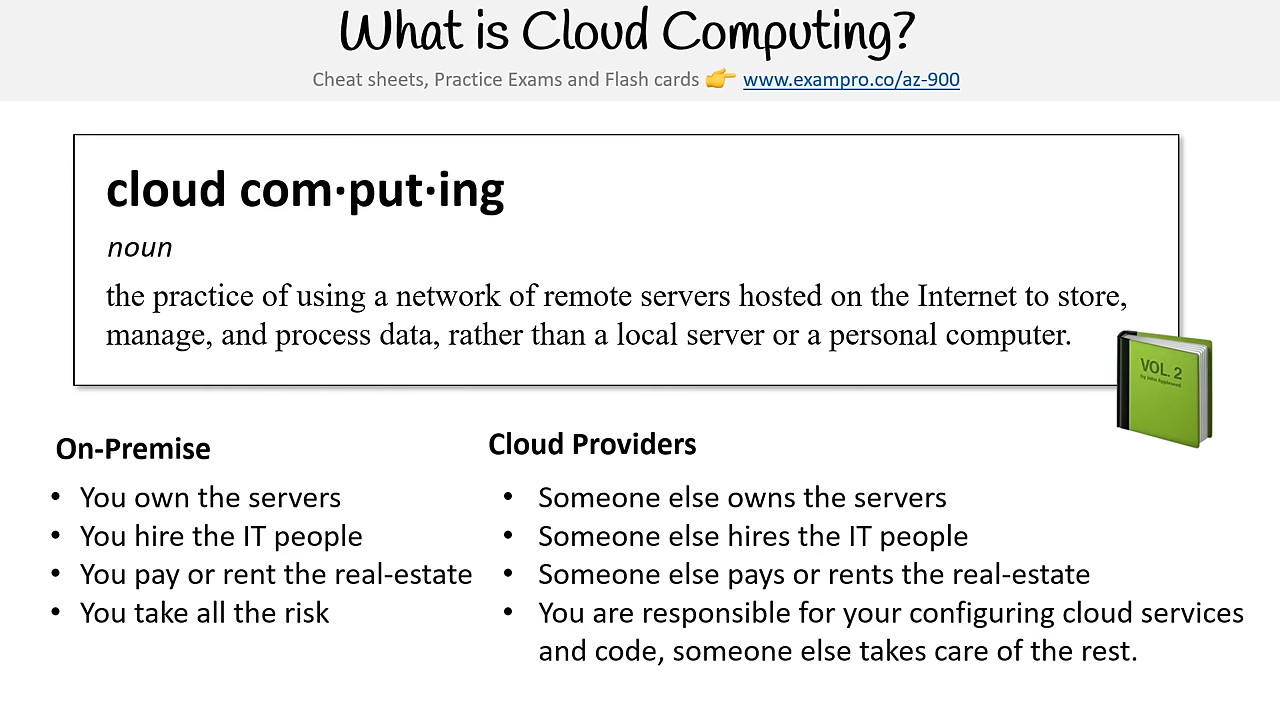 What is Cloud Computing?
Cheat sheets, Practice Exams and Flash cards 👉 www.exampro.co/az-900
cloud com·put·ing
noun
the practice of using a network of remote servers hosted on the Internet to store,
manage, and process data, rather than a local server or a personal computer.
VOL. 2
by John Appleseed
On-Premise
• You own the servers
• You hire the IT people
• You pay or rent the real-estate
• You take all the risk
Cloud Providers
• Someone else owns the servers
• Someone else hires the IT people
• Someone else pays or rents the real-estate
• You are responsible for your configuring cloud services
and code, someone else takes care of the rest.